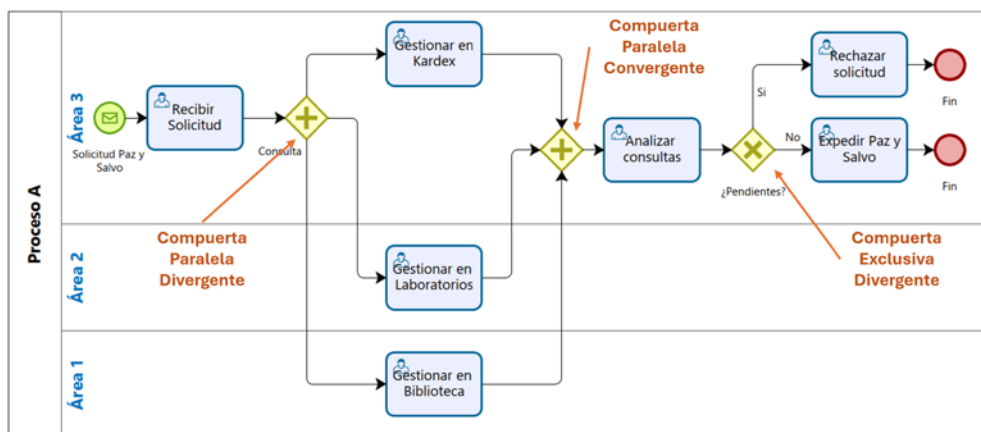 Proceso A
Área 3
Solicitud Paz y
Salvo
Recibir
Solicitud
Consulta
Compuerta
Paralela
Divergente
Gestionar en
Kardex
Compuerta
Paralela
Convergente
Analizar
consultas
¿Pendientes?
Si
No
Rechazar
solicitud
Fin
Expedir Paz y
Salvo
Fin
Compuerta
Exclusiva
Divergente
Área 2
Gestionar en
Laboratorios
Área 1
Gestionar en
Biblioteca